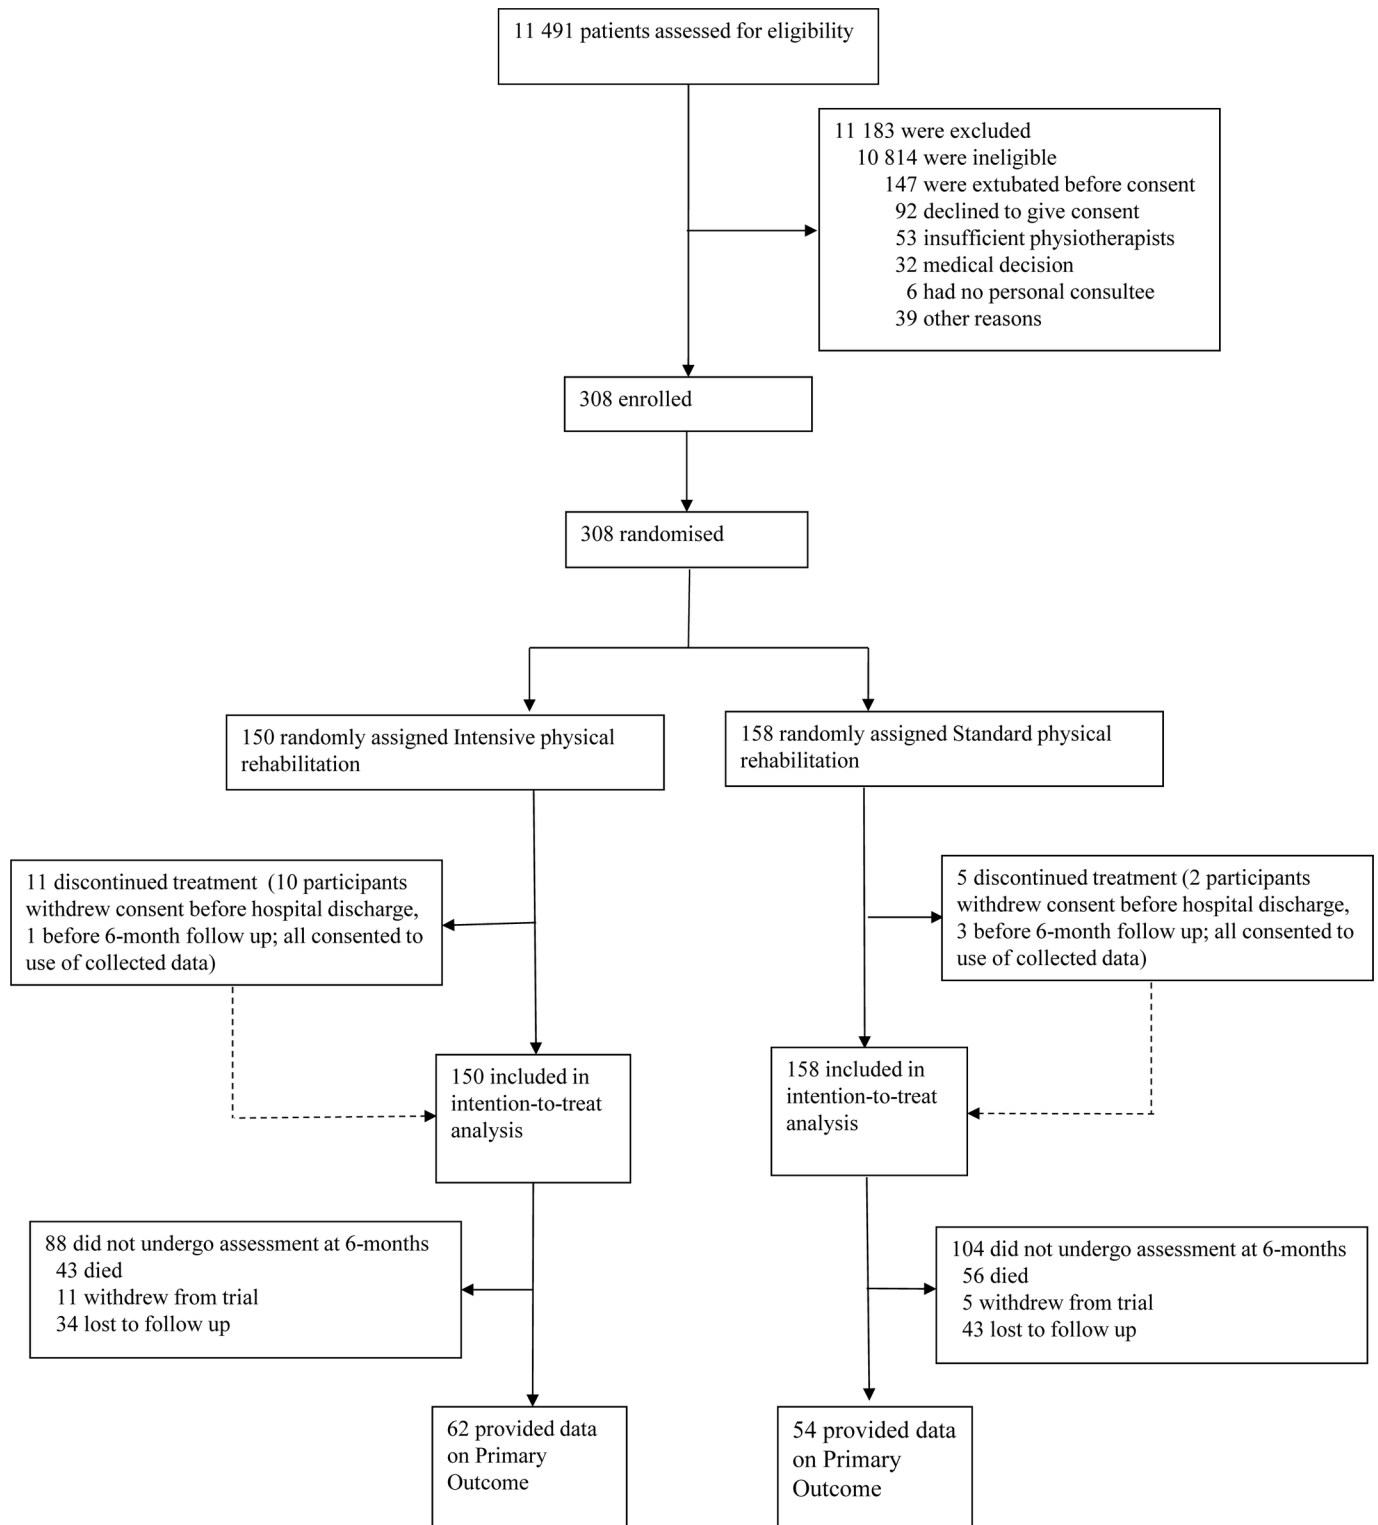 11 491 patients assessed for eligibility
11 183 were excluded
10 814 were ineligible
147 were extubated before consent
92 declined to give consent
53 insufficient physiotherapists
32 medical decision
6 had no personal consultee
39 other reasons
308 enrolled
308 randomised
150 randomly assigned Intensive physical
rehabilitation
158 randomly assigned Standard physical
rehabilitation
11 discontinued treatment (10 participants
withdrew consent before hospital discharge,
1 before 6-month follow up; all consented to
use of collected data)
5 discontinued treatment (2 participants
withdrew consent before hospital discharge,
3 before 6-month follow up; all consented to
use of collected data)
150 included in
intention-to-treat
analysis
158 included in
intention-to-treat
analysis
88 did not undergo assessment at 6-months
43 died
11 withdrew from trial
34 lost to follow up
104 did not undergo assessment at 6-months
56 died
5 withdrew from trial
43 lost to follow up
62 provided data
on Primary
Outcome
54 provided data
on Primary
Outcome